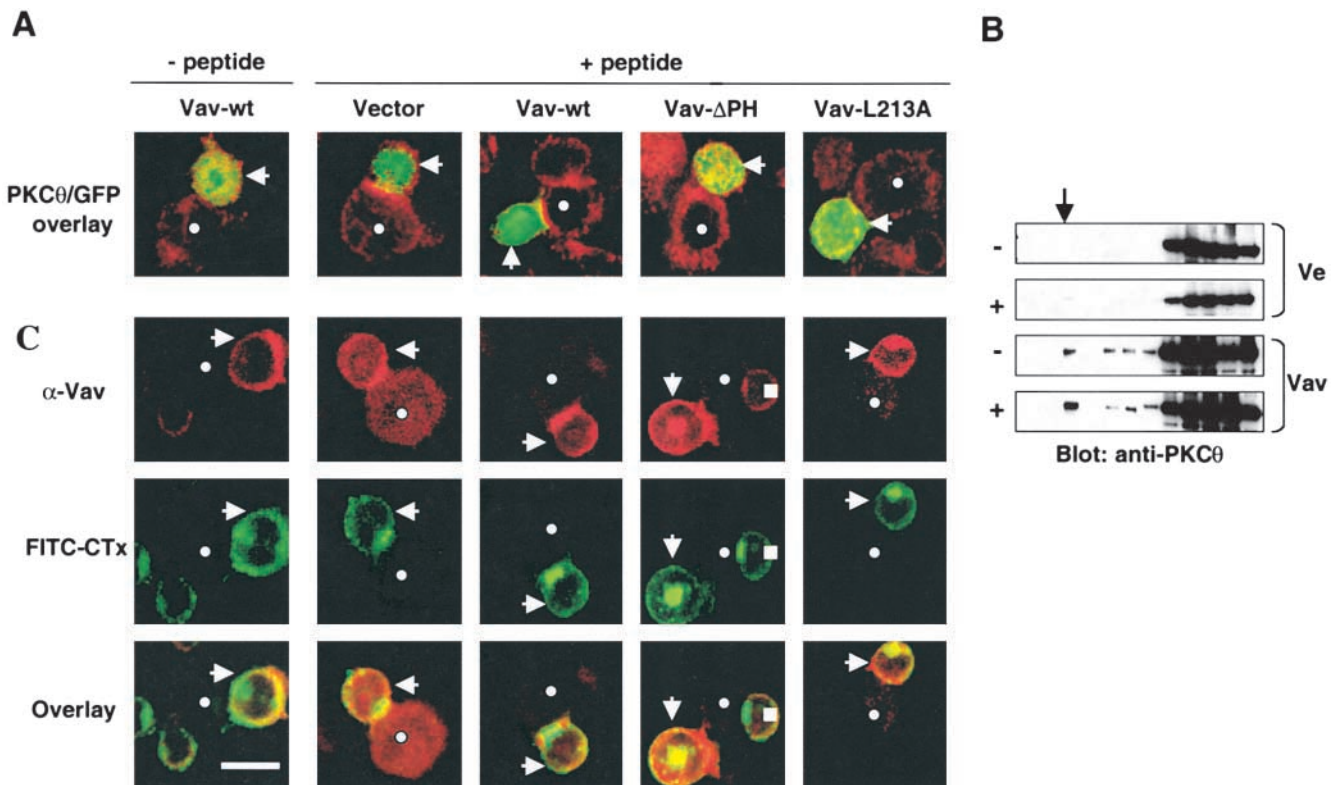 A
- peptide
+ peptide
Vav-wt
Vector
Vav-wt
Vav-ΔPH
Vav-L213A
PKCθ/GFP
overlay
B
-
+
Ve
-
+
Vav
Blot: anti-PKCθ
C
α-Vav
FITC-CTx
Overlay